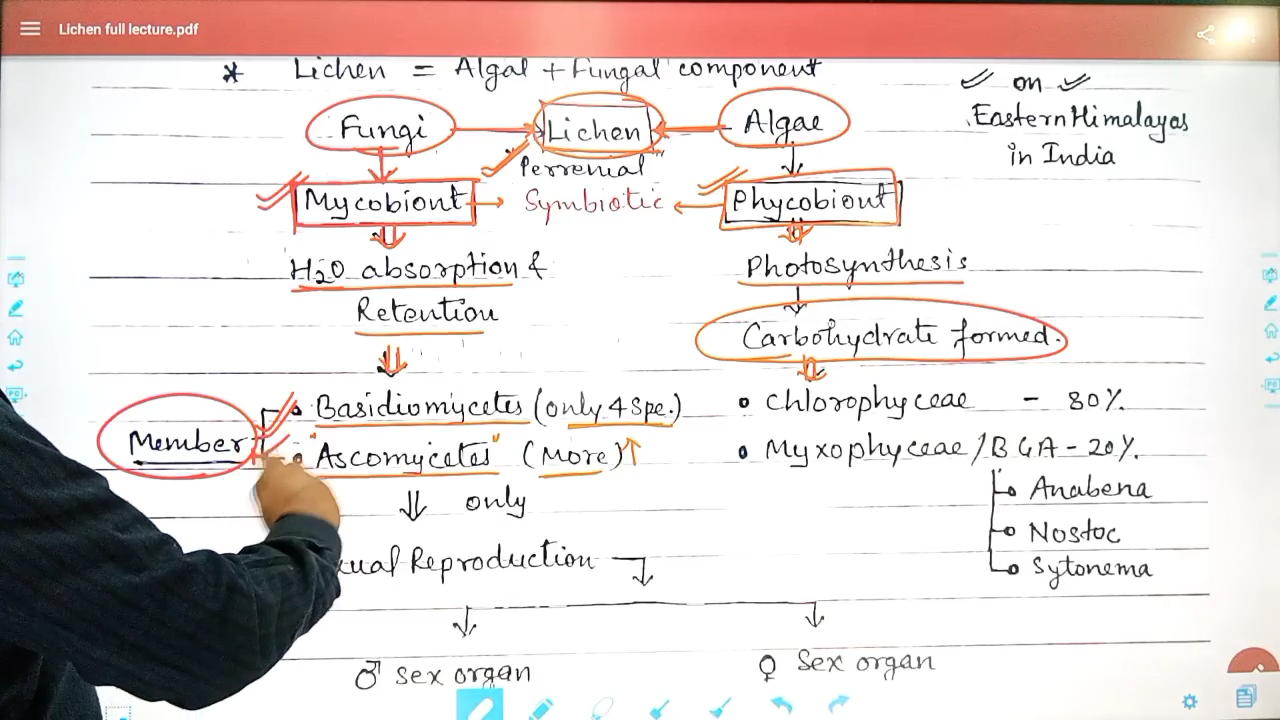 Lichen full lecture.pdf
* Lichen = Algal + Fungal component
on
Eastern Himalayas
in India
Fungi Lichen Algae
"Perrenial"
Mycobiont Symbiotic Phycobiont
H2O absorption &
Retention
Photosynthesis
Carbohydrate formed.
Member
• Basidiomycetes (only 4 Spe.)
• "Ascomycetes" (More)↑
only
• Chlorophyceae - 80%.
• Myxophyceae / BGA - 20%.
Anabena
Nostoc
Sytonema
xual Reproduction
♂ Sex organ
♀ Sex organ